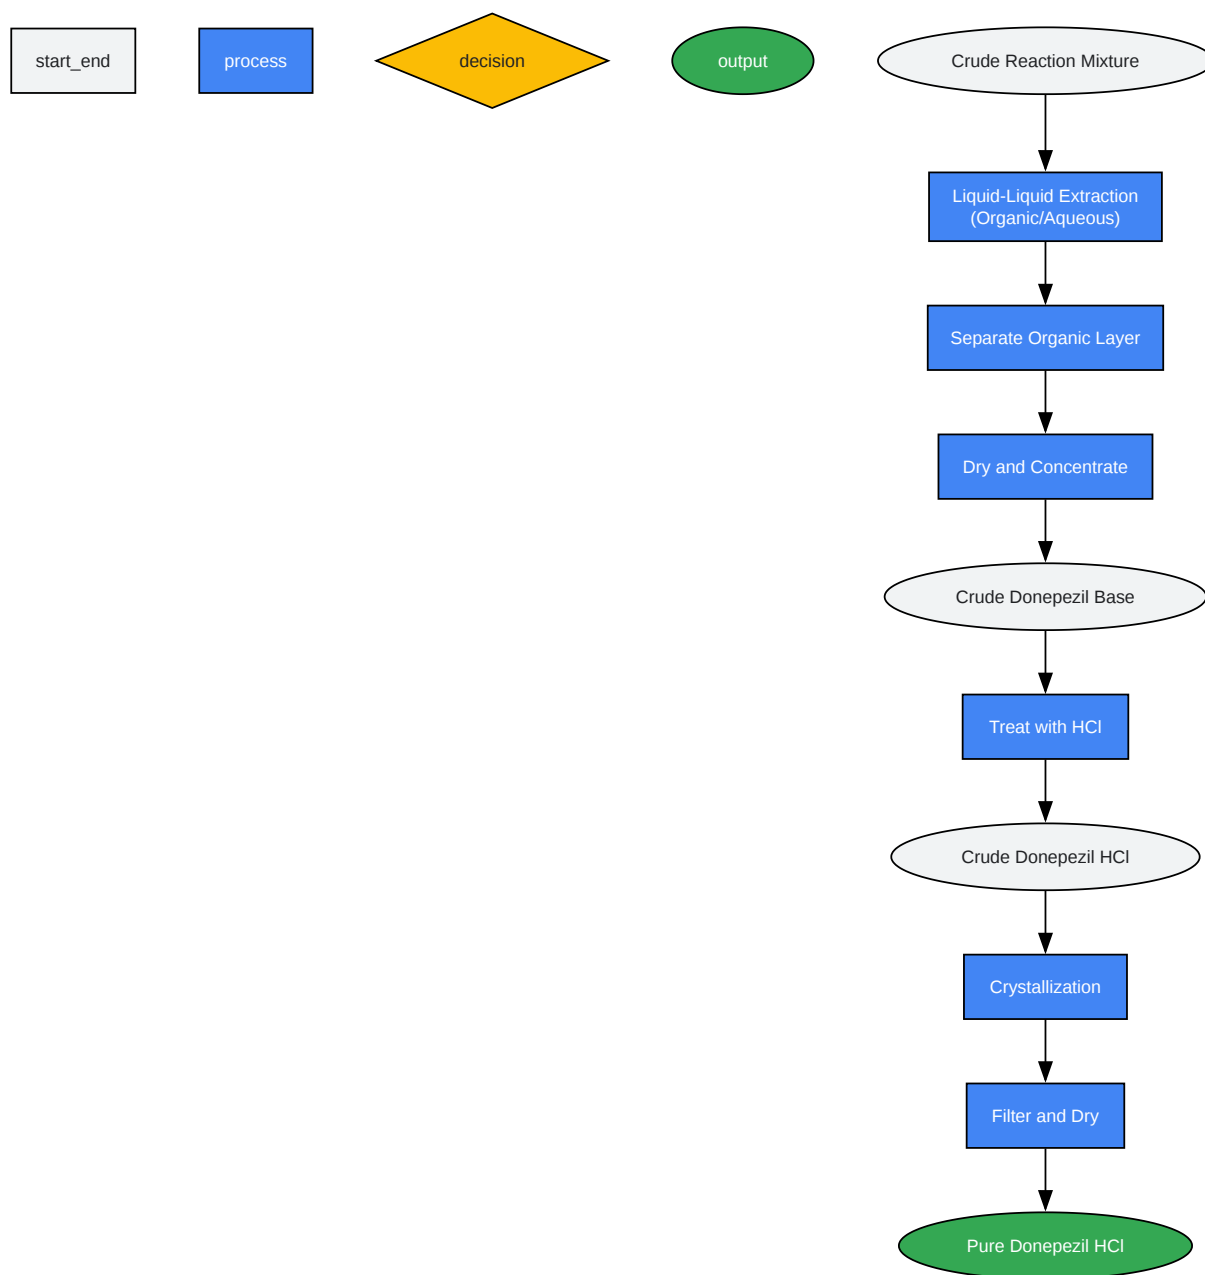 start_end
process
decision
output
Crude Reaction Mixture
Liquid-Liquid Extraction
(Organic/Aqueous)
Separate Organic Layer
Dry and Concentrate
Crude Donepezil Base
Treat with HCl
Crude Donepezil HCl
Crystallization
Filter and Dry
Pure Donepezil HCl